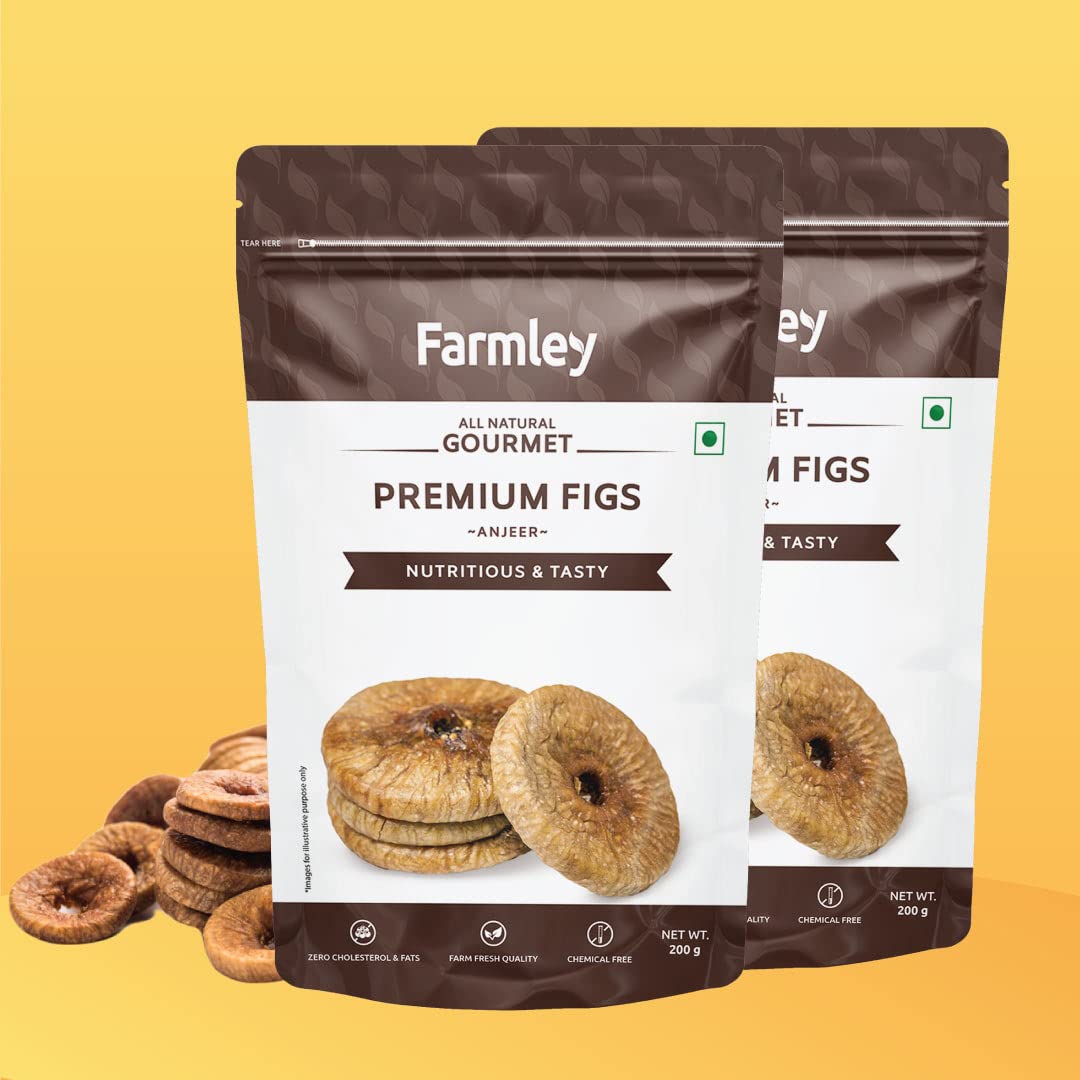 TEAR HERE
Farmley
ALL NATURAL
GOURMET
PREMIUM FIGS
~ANJEER~
NUTRITIOUS & TASTY
*Images for illustrative purpose only
ZERO CHOLESTEROL & FATS
FARM FRESH QUALITY
CHEMICAL FREE
NET WT.
200 g
ey
AL
ET
M FIGS
R~
& TASTY
ALITY
CHEMICAL FREE
NET WT.
200 g